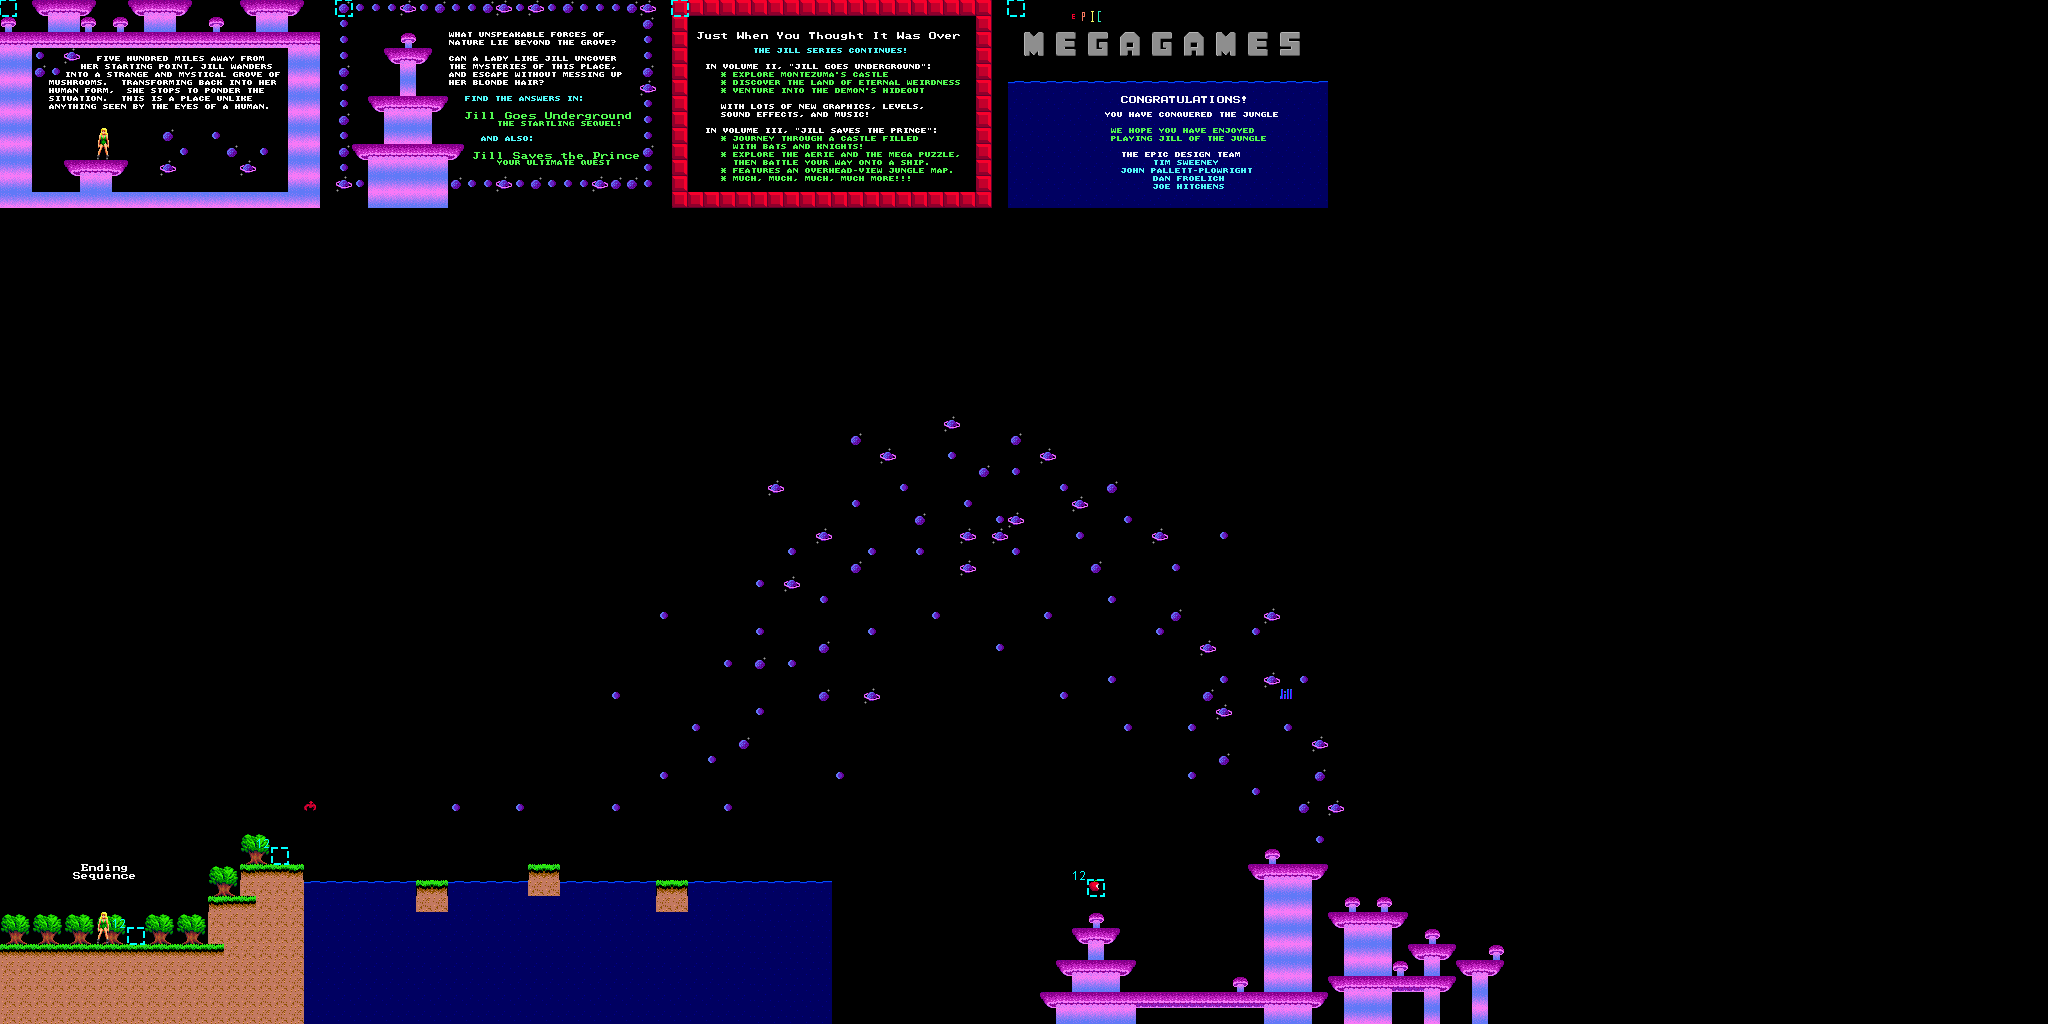 FIVE HUNDRED MILES AWAY FROM
HER STARTING POINT, JILL WANDERS
INTO A STRANGE AND MYSTICAL GROVE OF
MUSHROOMS. TRANSFORMING BACK INTO HER
HUMAN FORM, SHE STOPS TO PONDER THE
SITUATION. THIS IS A PLACE UNLIKE
ANYTHING SEEN BY THE EYES OF A HUMAN.
WHAT UNSPEAKABLE FORCES OF
NATURE LIE BEYOND THE GROVE?
CAN A LADY LIKE JILL UNCOVER
THE MYSTERIES OF THIS PLACE,
AND ESCAPE WITHOUT MESSING UP
HER BLONDE HAIR?
FIND THE ANSWERS IN:
Jill Goes Underground
THE STARTLING SEQUEL!
AND ALSO:
Jill Saves the Prince
YOUR ULTIMATE QUEST
Just When You Thought It Was Over
THE JILL SERIES CONTINUES!
IN VOLUME II, "JILL GOES UNDERGROUND":
* EXPLORE MONTEZUMA'S CASTLE
* DISCOVER THE LAND OF ETERNAL WEIRDNESS
* VENTURE INTO THE DEMON'S HIDEOUT
WITH LOTS OF NEW GRAPHICS, LEVELS,
SOUND EFFECTS, AND MUSIC!
IN VOLUME III, "JILL SAVES THE PRINCE":
* JOURNEY THROUGH A CASTLE FILLED
WITH BATS AND KNIGHTS!
* EXPLORE THE AERIE AND THE MEGA PUZZLE,
THEN BATTLE YOUR WAY ONTO A SHIP.
* FEATURES AN OVERHEAD-VIEW JUNGLE MAP.
* MUCH, MUCH, MUCH, MUCH MORE!!!
EPIC
MEGAGAMES
CONGRATULATIONS!
YOU HAVE CONQUERED THE JUNGLE
WE HOPE YOU HAVE ENJOYED
PLAYING JILL OF THE JUNGLE
THE EPIC DESIGN TEAM
TIM SWEENEY
JOHN PALLETT-PLOWRIGHT
DAN FROELICH
JOE HITCHENS
Jill
Ending
Sequence
12